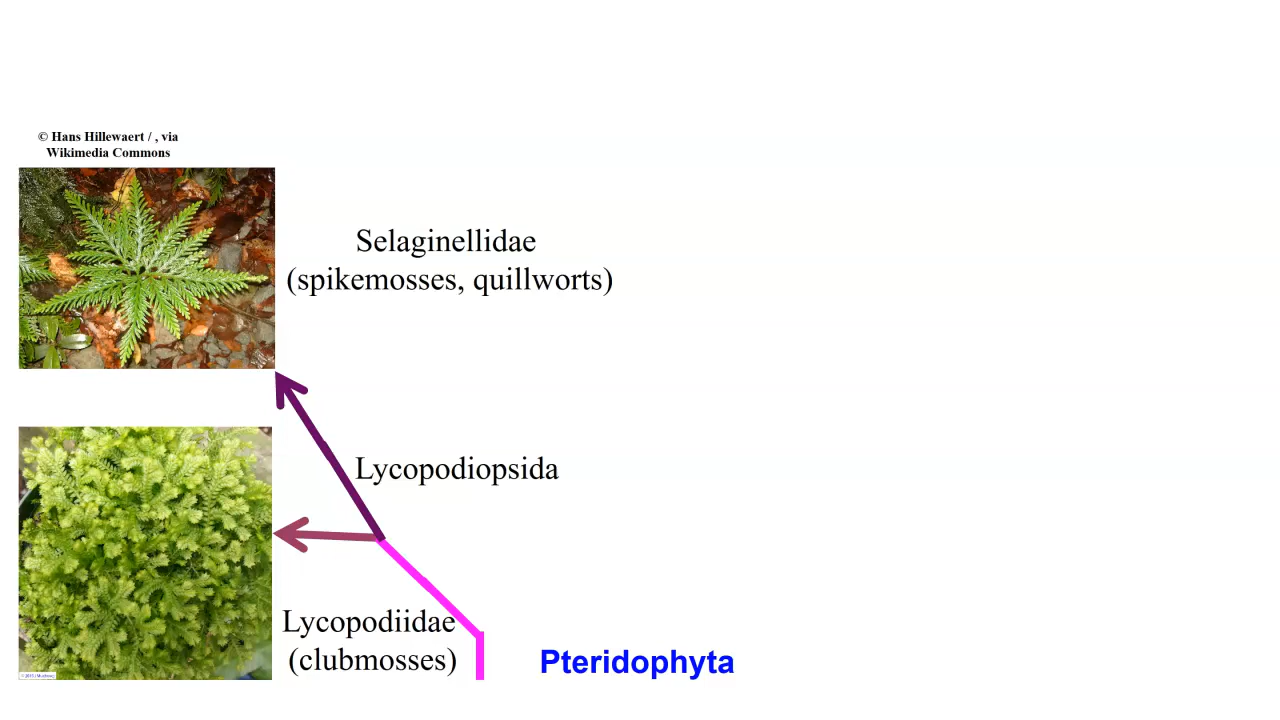 © Hans Hillewaert / , via
Wikimedia Commons
Selaginellidae
(spikemosses, quillworts)
Lycopodiopsida
Lycopodiidae
(clubmosses)
Pteridophyta